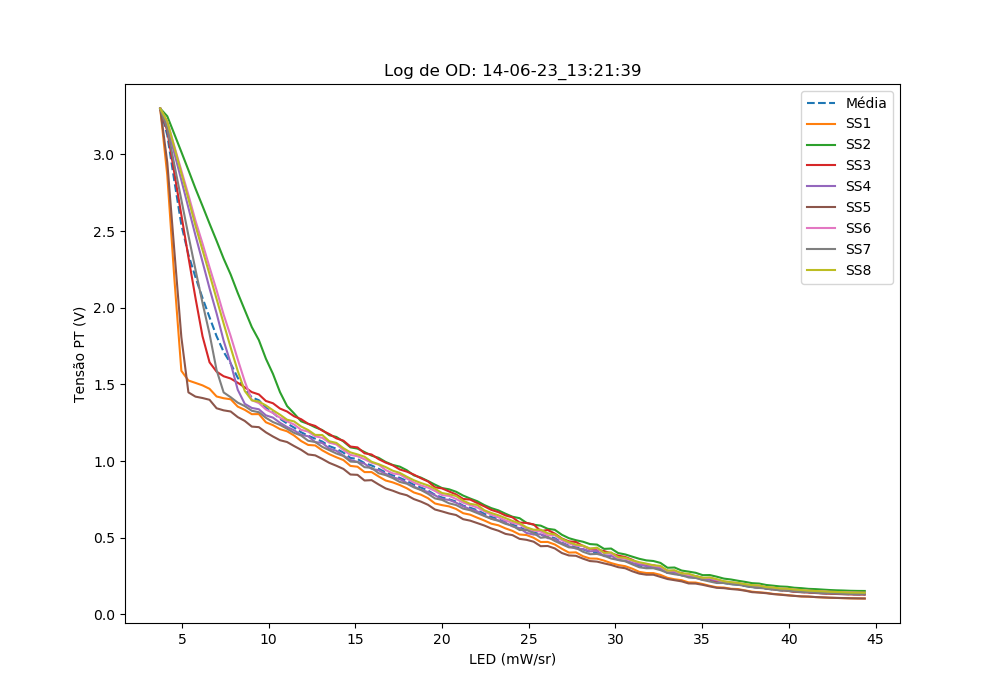 Log de OD: 14-06-23_13:21:39
Tensão PT (V)
3.0
2.5
2.0
1.5
1.0
0.5
0.0
5 10 15 20 25 30 35 40 45
LED (mW/sr)
Média
SS1
SS2
SS3
SS4
SS5
SS6
SS7
SS8